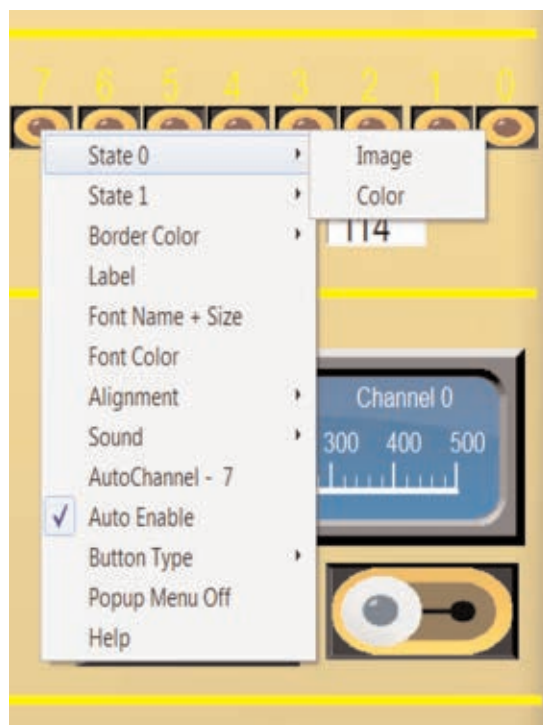 7 6 5 4 3 2 1 0
State 0
Image
State 1
Color
Border Color
114
Label
Font Name + Size
Font Color
Alignment
Channel 0
Sound
300 400 500
AutoChannel - 7
Auto Enable
Button Type
Popup Menu Off
Help